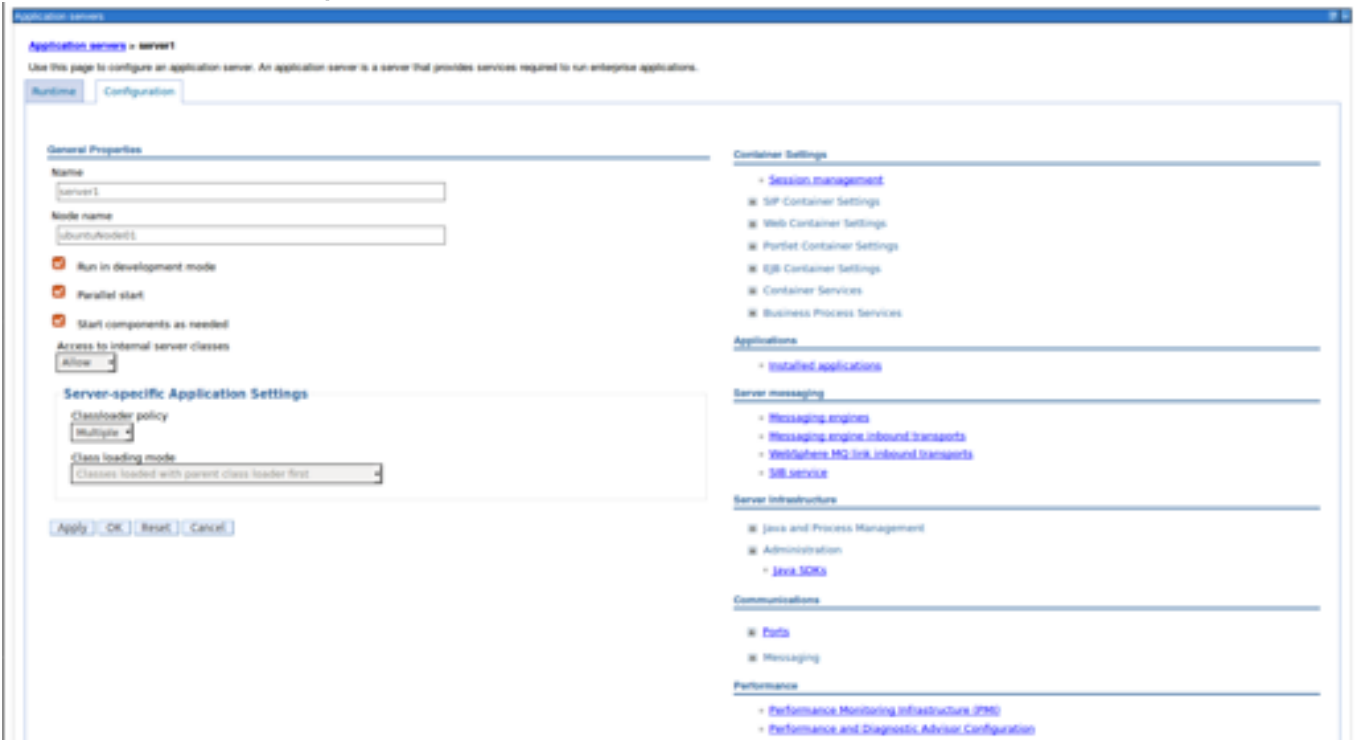 Application servers
Application servers > server1
Use this page to configure an application server. An application server is a server that provides services required to run enterprise applications.
Runtime
Configuration
General Properties
Name
server1
Node name
ubuntuNode01
Run in development mode
Parallel start
Start components as needed
Access to internal server classes
Allow
Server-specific Application Settings
Classloader policy
Multiple
Class loading mode
Classes loaded with parent class loader first
Apply OK Reset Cancel
Container Settings
Session management
SIP Container Settings
Web Container Settings
Portlet Container Settings
EJB Container Settings
Container Services
Business Process Services
Applications
Installed applications
Server messaging
Messaging engines
Messaging engine inbound transports
WebSphere MQ link inbound transports
SIB service
Server Infrastructure
Java and Process Management
Administration
Java SDKs
Communications
Ports
Messaging
Performance
Performance Monitoring Infrastructure (PMI)
Performance and Diagnostic Advisor Configuration